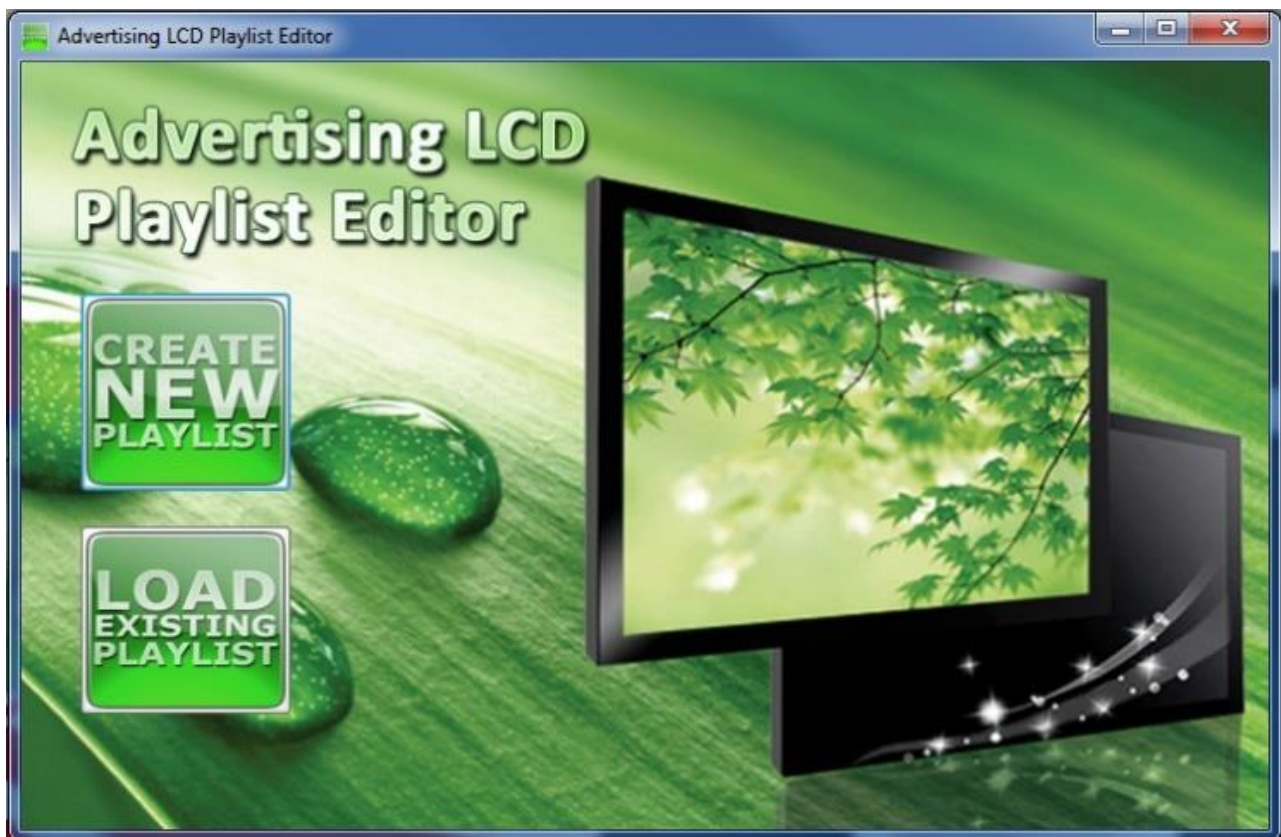 Advertising LCD Playlist Editor
Advertising LCD
Playlist Editor
CREATE
NEW
PLAYLIST
LOAD
EXISTING
PLAYLIST